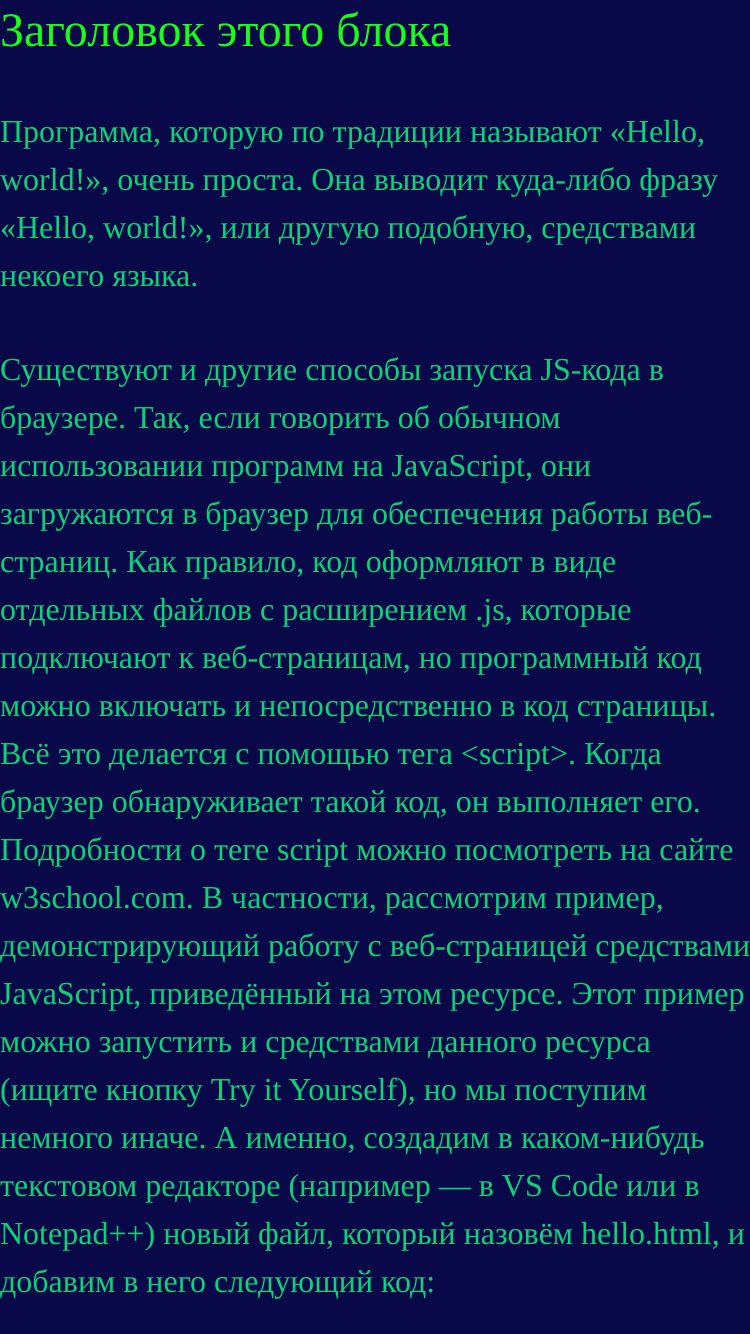 Заголовок этого блока
Программа, которую по традиции называют «Hello,
world!», очень проста. Она выводит куда-либо фразу
«Hello, world!», или другую подобную, средствами
некоего языка.
Существуют и другие способы запуска JS-кода в
браузере. Так, если говорить об обычном
использовании программ на JavaScript, они
загружаются в браузер для обеспечения работы веб-
страниц. Как правило, код оформляют в виде
отдельных файлов с расширением .js, которые
подключают к веб-страницам, но программный код
можно включать и непосредственно в код страницы.
Всё это делается с помощью тега <script>. Когда
браузер обнаруживает такой код, он выполняет его.
Подробности о теге script можно посмотреть на сайте
w3school.com. В частности, рассмотрим пример,
демонстрирующий работу с веб-страницей средствами
JavaScript, приведённый на этом ресурсе. Этот пример
можно запустить и средствами данного ресурса
(ищите кнопку Try it Yourself), но мы поступим
немного иначе. А именно, создадим в каком-нибудь
текстовом редакторе (например — в VS Code или в
Notepad++) новый файл, который назовём hello.html, и
добавим в него следующий код: